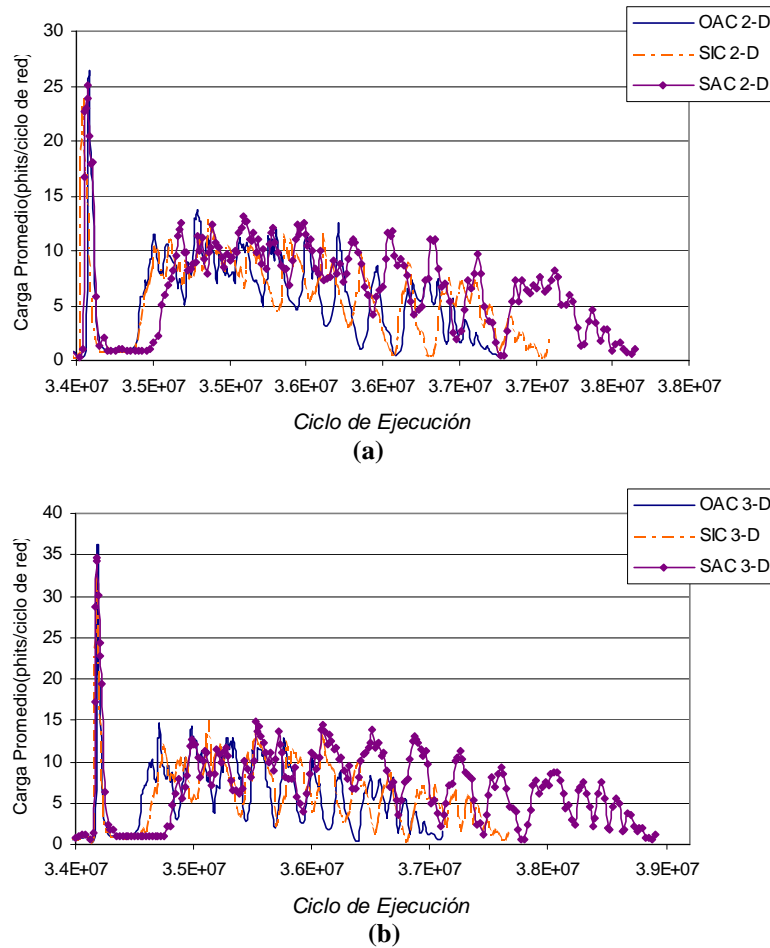 OAC 2-D
SIC 2-D
SAC 2-D
Carga Promedio(phits/ciclo de red)
30
25
20
15
10
5
0
3.4E+07 3.5E+07 3.5E+07 3.6E+07 3.6E+07 3.7E+07 3.7E+07 3.8E+07 3.8E+07
Ciclo de Ejecución
(a)
OAC 3-D
SIC 3-D
SAC 3-D
Carga Promedio(phits/ciclo de red)
40
35
30
25
20
15
10
5
0
3.4E+07 3.5E+07 3.6E+07 3.7E+07 3.8E+07 3.9E+07
Ciclo de Ejecución
(b)